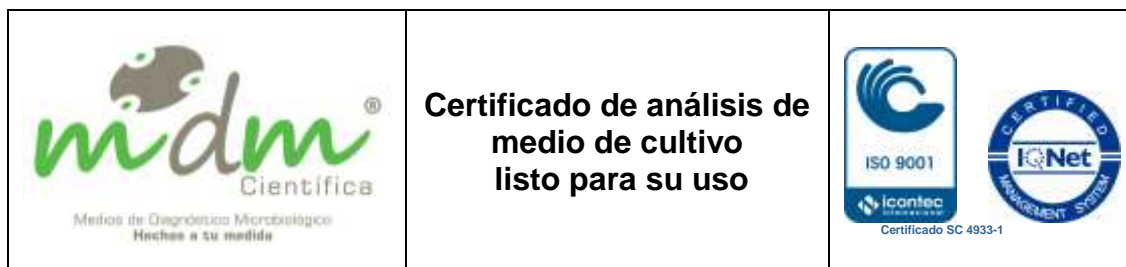 mdm®
Científica
Medios de Diagnóstico Microbiológico
Hechos a tu medida
Certificado de análisis de
medio de cultivo
listo para su uso
ISO 9001
icontec
internacional
CERTIFIED
IQNet
MANAGEMENT SYSTEM
Certificado SC 4933-1